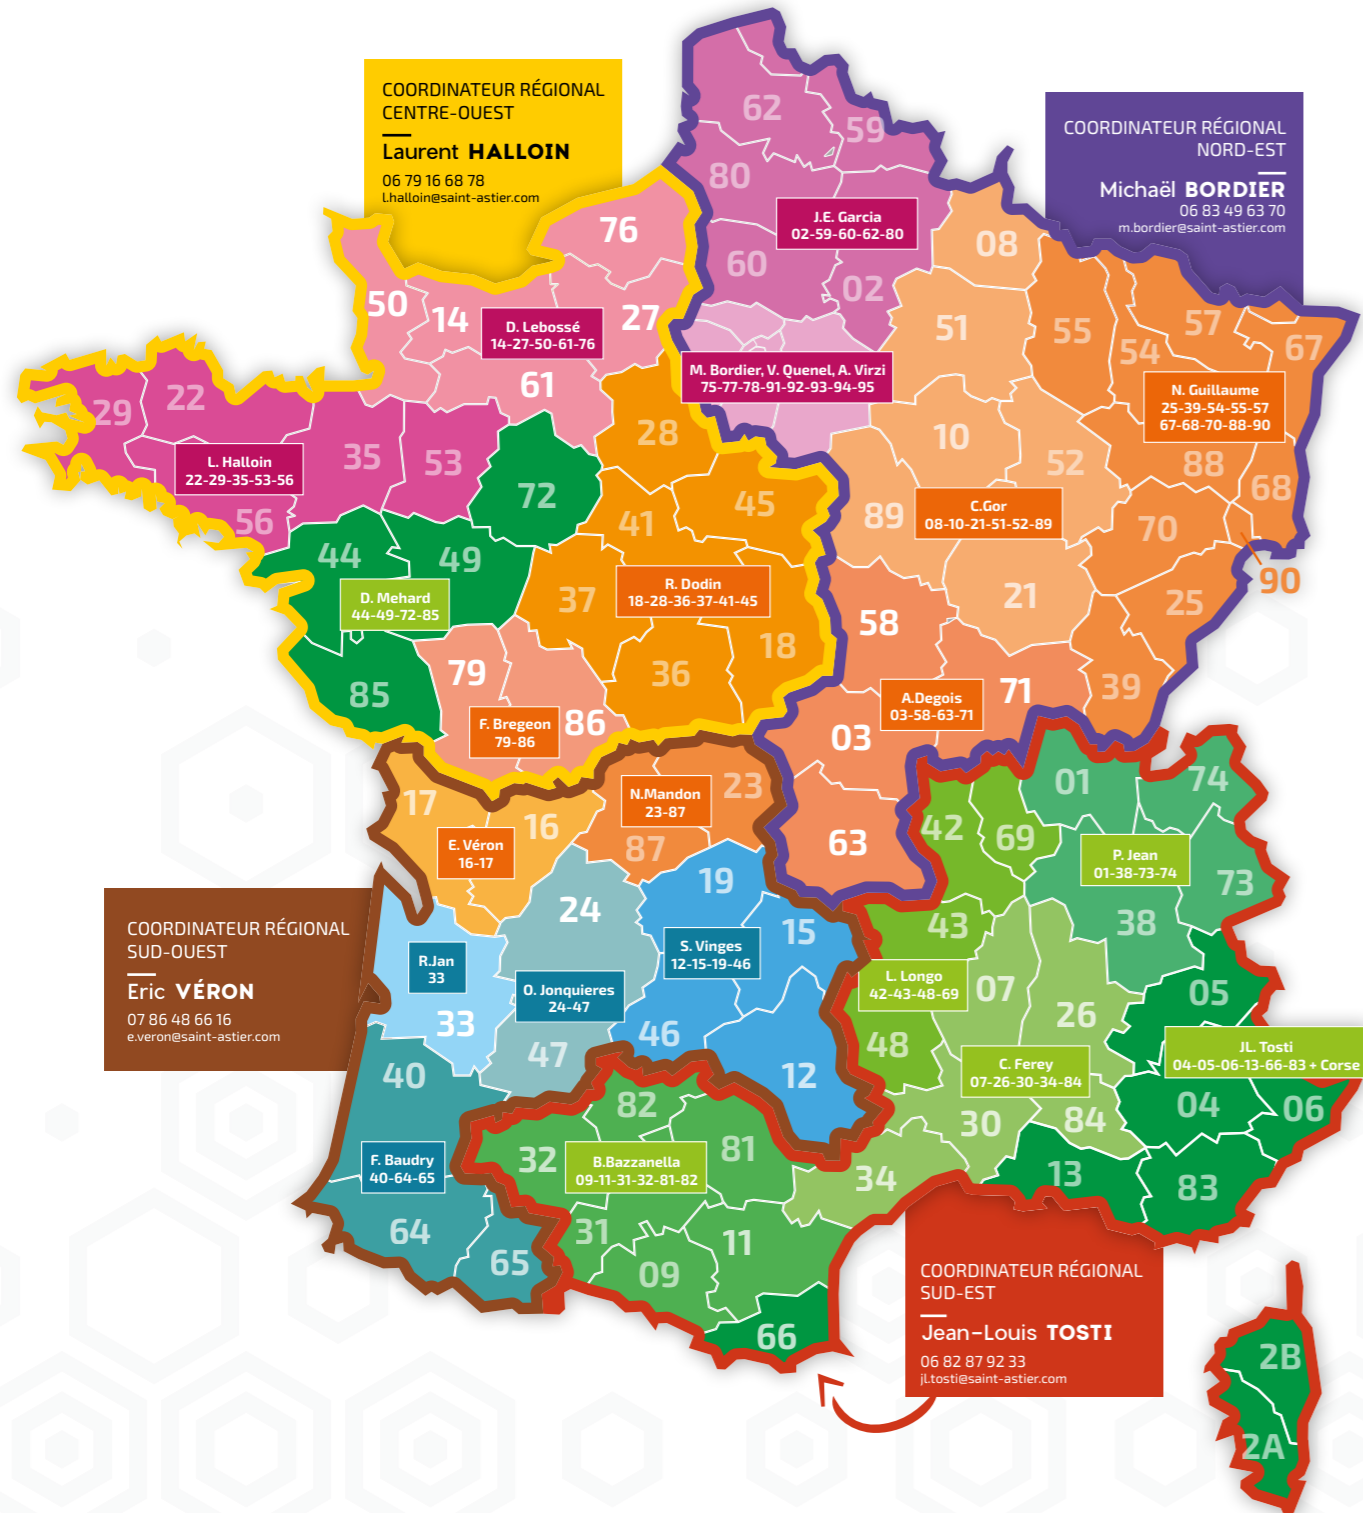 COORDINATEUR RÉGIONAL
CENTRE-OUEST
Laurent HALLOIN
06 79 16 68 78
l.halloin@saint-astier.com
COORDINATEUR RÉGIONAL
NORD-EST
Michaël BORDIER
06 83 49 63 70
m.bordier@saint-astier.com
62
59
80
J.E. Garcia
02-59-60-62-80
76
60
02
08
50
14
27
D. Lebossé
14-27-50-61-76
61
51
55
57
54
67
M. Bordier, V. Quenel, A. Virzi
75-77-78-91-92-93-94-95
N. Guillaume
25-39-54-55-57
67-68-70-88-90
29
22
35
53
L. Halloin
22-29-35-53-56
56
28
10
52
88
68
72
45
41
89
C.Gor
08-10-21-51-52-89
70
44
49
90
D. Mehard
44-49-72-85
37
R. Dodin
18-28-36-37-41-45
21
25
58
18
36
85
79
86
F. Bregeon
79-86
A.Degois
03-58-63-71
71
39
03
17
16
E. Véron
16-17
N.Mandon
23-87
23
87
63
42
69
01
74
P. Jean
01-38-73-74
73
38
COORDINATEUR RÉGIONAL
SUD-OUEST
Eric VÉRON
07 86 48 66 16
e.veron@saint-astier.com
24
19
15
43
R.Jan
33
33
S. Vinges
12-15-19-46
O. Jonquieres
24-47
47
46
12
L. Longo
42-43-48-69
07
26
05
48
40
C. Ferey
07-26-30-34-84
JL. Tosti
04-05-06-13-66-83 + Corse
04
06
82
81
30
84
32
F. Baudry
40-64-65
B.Bazzanella
09-11-31-32-81-82
34
13
83
64
65
31
11
09
66
COORDINATEUR RÉGIONAL
SUD-EST
Jean-Louis TOSTI
06 82 87 92 33
jl.tosti@saint-astier.com
2B
2A